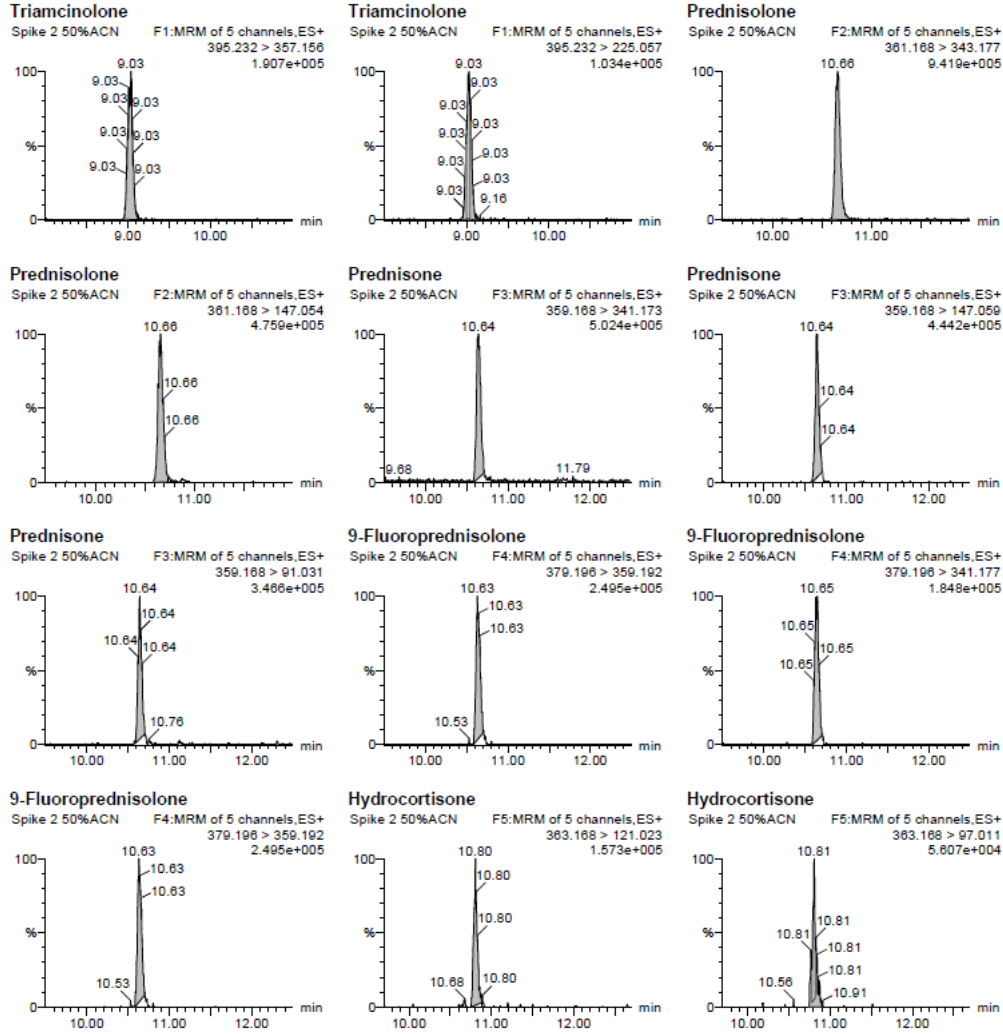 Triamcinolone
Spike 2 50%ACN F1:MRM of 5 channels,ES+
395.232 > 357.156
1.907e+005
9.03
9.03
9.03
9.03
9.03
9.03
9.03
9.03
100
%
0
9.00 10.00 min
Triamcinolone
Spike 2 50%ACN F1:MRM of 5 channels,ES+
395.232 > 225.057
1.034e+005
9.03
9.03
9.03
9.03
9.03
9.03
9.03
9.03
9.16
100
%
0
9.00 10.00 min
Prednisolone
Spike 2 50%ACN F2:MRM of 5 channels,ES+
361.168 > 343.177
9.419e+005
10.66
100
%
0
10.00 11.00 min
Prednisolone
Spike 2 50%ACN F2:MRM of 5 channels,ES+
361.168 > 147.054
4.759e+005
10.66
10.66
10.66
100
%
0
10.00 11.00 min
Prednisone
Spike 2 50%ACN F3:MRM of 5 channels,ES+
359.168 > 341.173
5.024e+005
10.64
9.68
11.79
100
%
0
10.00 11.00 12.00 min
Prednisone
Spike 2 50%ACN F3:MRM of 5 channels,ES+
359.168 > 147.059
4.442e+005
10.64
10.64
10.64
100
%
0
10.00 11.00 12.00 min
Prednisone
Spike 2 50%ACN F3:MRM of 5 channels,ES+
359.168 > 91.031
3.466e+005
10.64
10.64
10.64
10.64
10.76
100
%
0
10.00 11.00 12.00 min
9-Fluoroprednisolone
Spike 2 50%ACN F4:MRM of 5 channels,ES+
379.196 > 359.192
2.495e+005
10.63
10.63
10.63
10.53
100
%
0
10.00 11.00 12.00 min
9-Fluoroprednisolone
Spike 2 50%ACN F4:MRM of 5 channels,ES+
379.196 > 341.177
1.848e+005
10.65
10.65
10.65
10.65
100
%
0
10.00 11.00 12.00 min
9-Fluoroprednisolone
Spike 2 50%ACN F4:MRM of 5 channels,ES+
379.196 > 359.192
2.495e+005
10.63
10.63
10.63
10.53
100
%
0
10.00 11.00 12.00 min
Hydrocortisone
Spike 2 50%ACN F5:MRM of 5 channels,ES+
363.168 > 121.023
1.573e+005
10.80
10.80
10.80
10.68
10.80
100
%
0
10.00 11.00 12.00 min
Hydrocortisone
Spike 2 50%ACN F5:MRM of 5 channels,ES+
363.168 > 97.011
5.607e+004
10.81
10.81
10.81
10.81
10.81
10.56
10.91
100
%
0
10.00 11.00 12.00 min